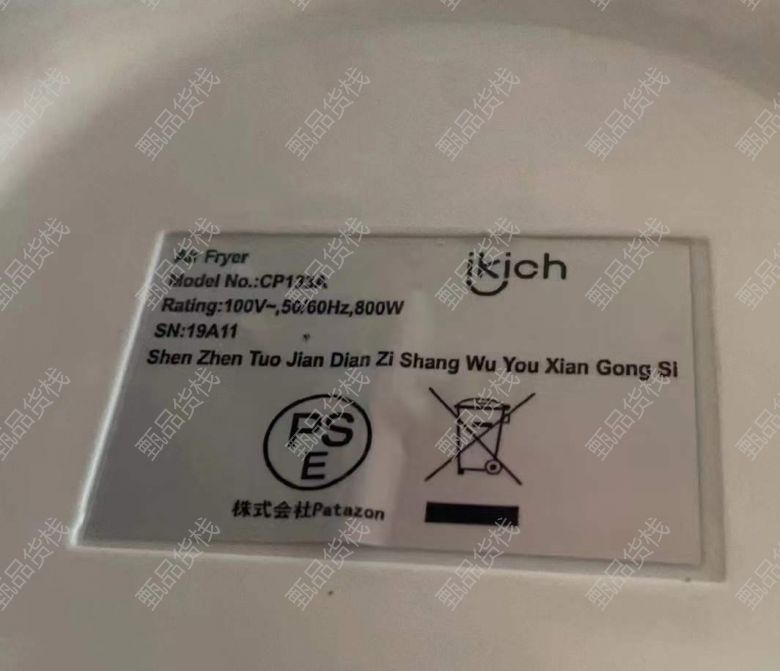 Air Fryer
ikich
Model No.:CP133A
Rating:100V~,50/60Hz,800W
SN:19A11
Shen Zhen Tuo Jian Dian Zi Shang Wu You Xian Gong Si
PS
E
株式会社Patazon
甄品货栈